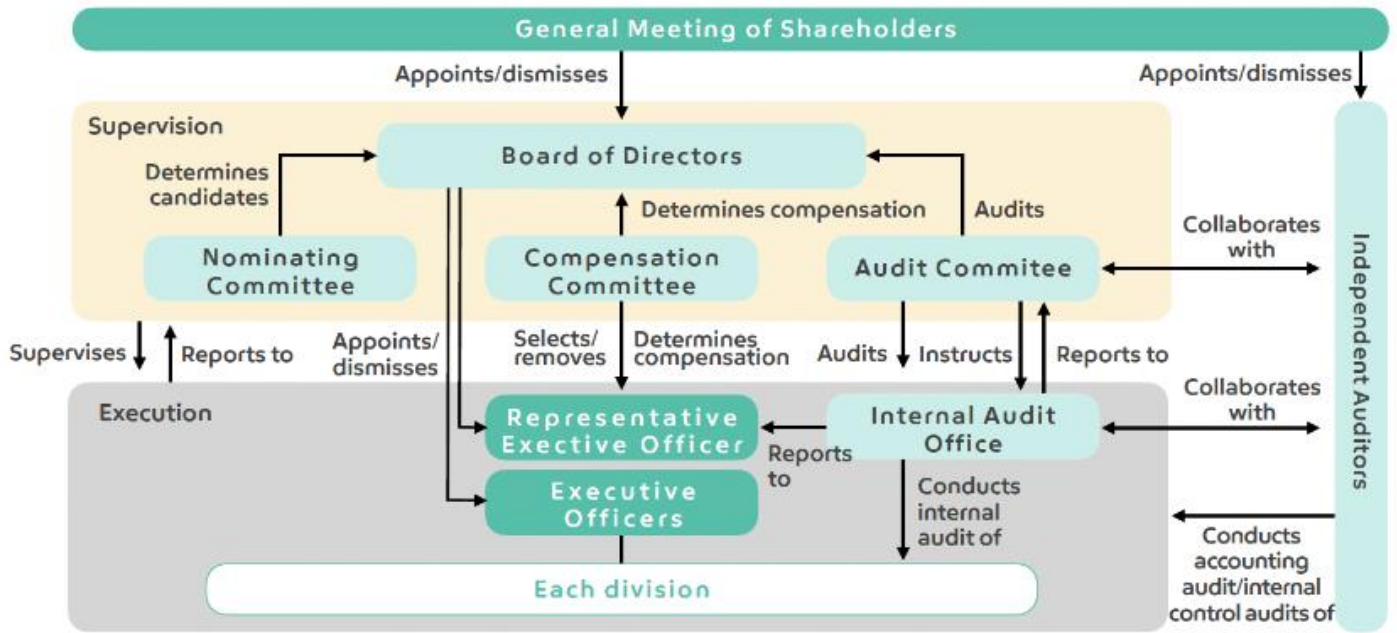 General Meeting of Shareholders
Appoints/dismisses
Appoints/dismisses
Supervision
Board of Directors
Determines
candidates
Determines compensation
Audits
Nominating
Committee
Compensation
Committee
Audit Commitee
Collaborates
with
Independent Auditors
Supervises
Reports to
Appoints/
dismisses
Selects/
removes
Determines
compensation
Audits
Instructs
Reports to
Execution
Representative
Exective Officer
Internal Audit
Office
Collaborates
with
Reports
to
Executive
Officers
Conducts
internal
audit of
Conducts
accounting
audit/internal
control audits of
Each division